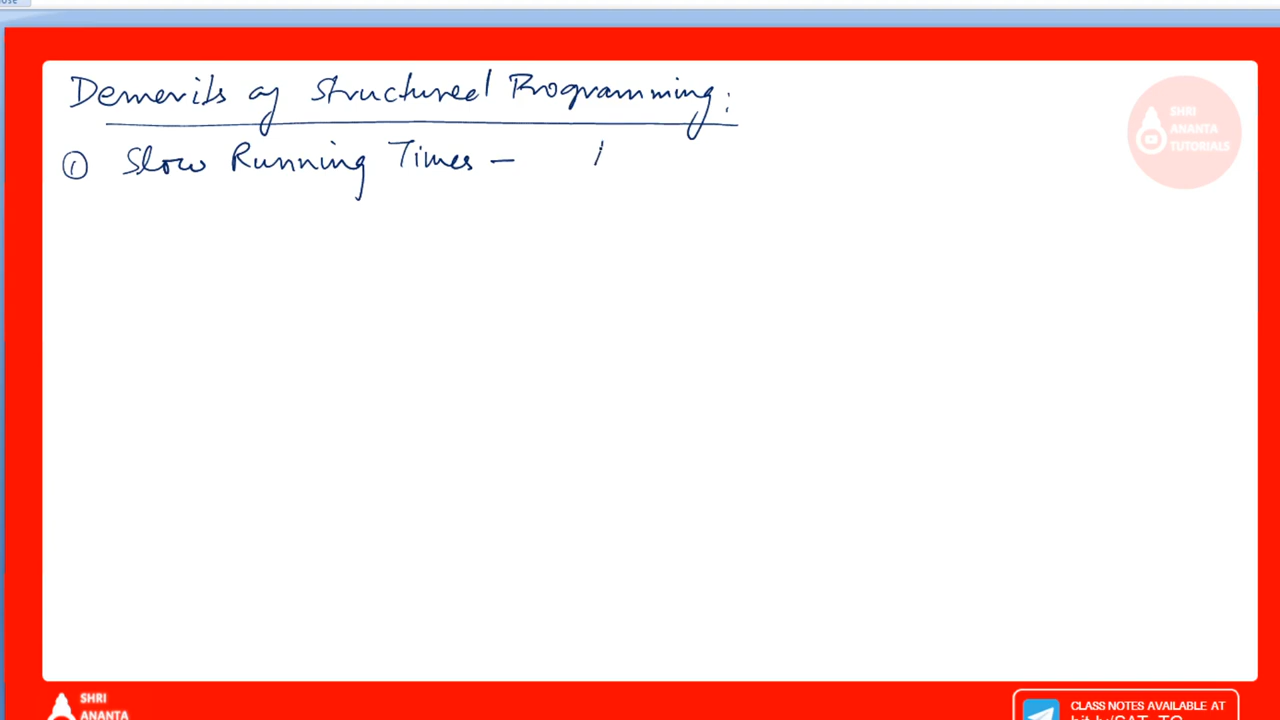 Demerits of Structured Programming:
① Slow Running Times –
SHRI
ANANTA
TUTORIALS
SHRI
ANANTA
CLASS NOTES AVAILABLE AT